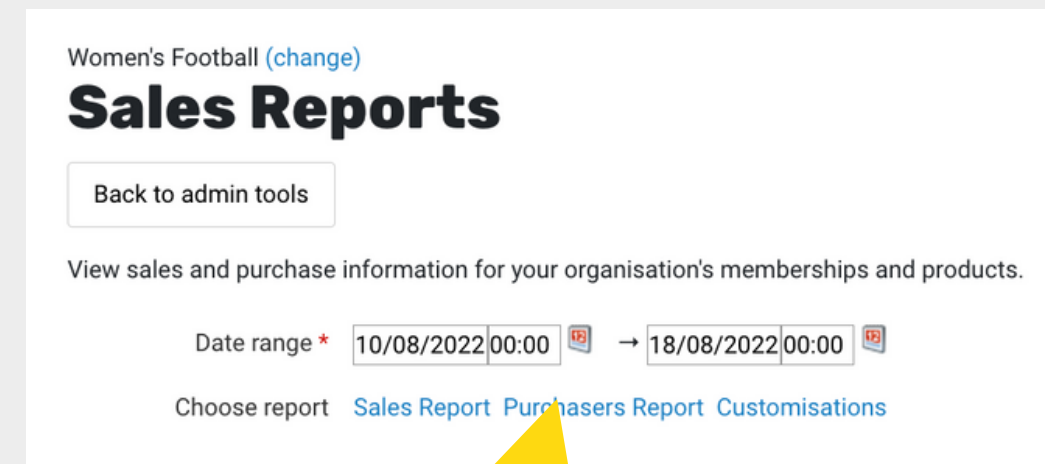 Women's Football (change)
Sales Reports
Back to admin tools
View sales and purchase information for your organisation's memberships and products.
Date range * 10/08/2022 00:00 → 18/08/2022 00:00
Choose report Sales Report Purchasers Report Customisations